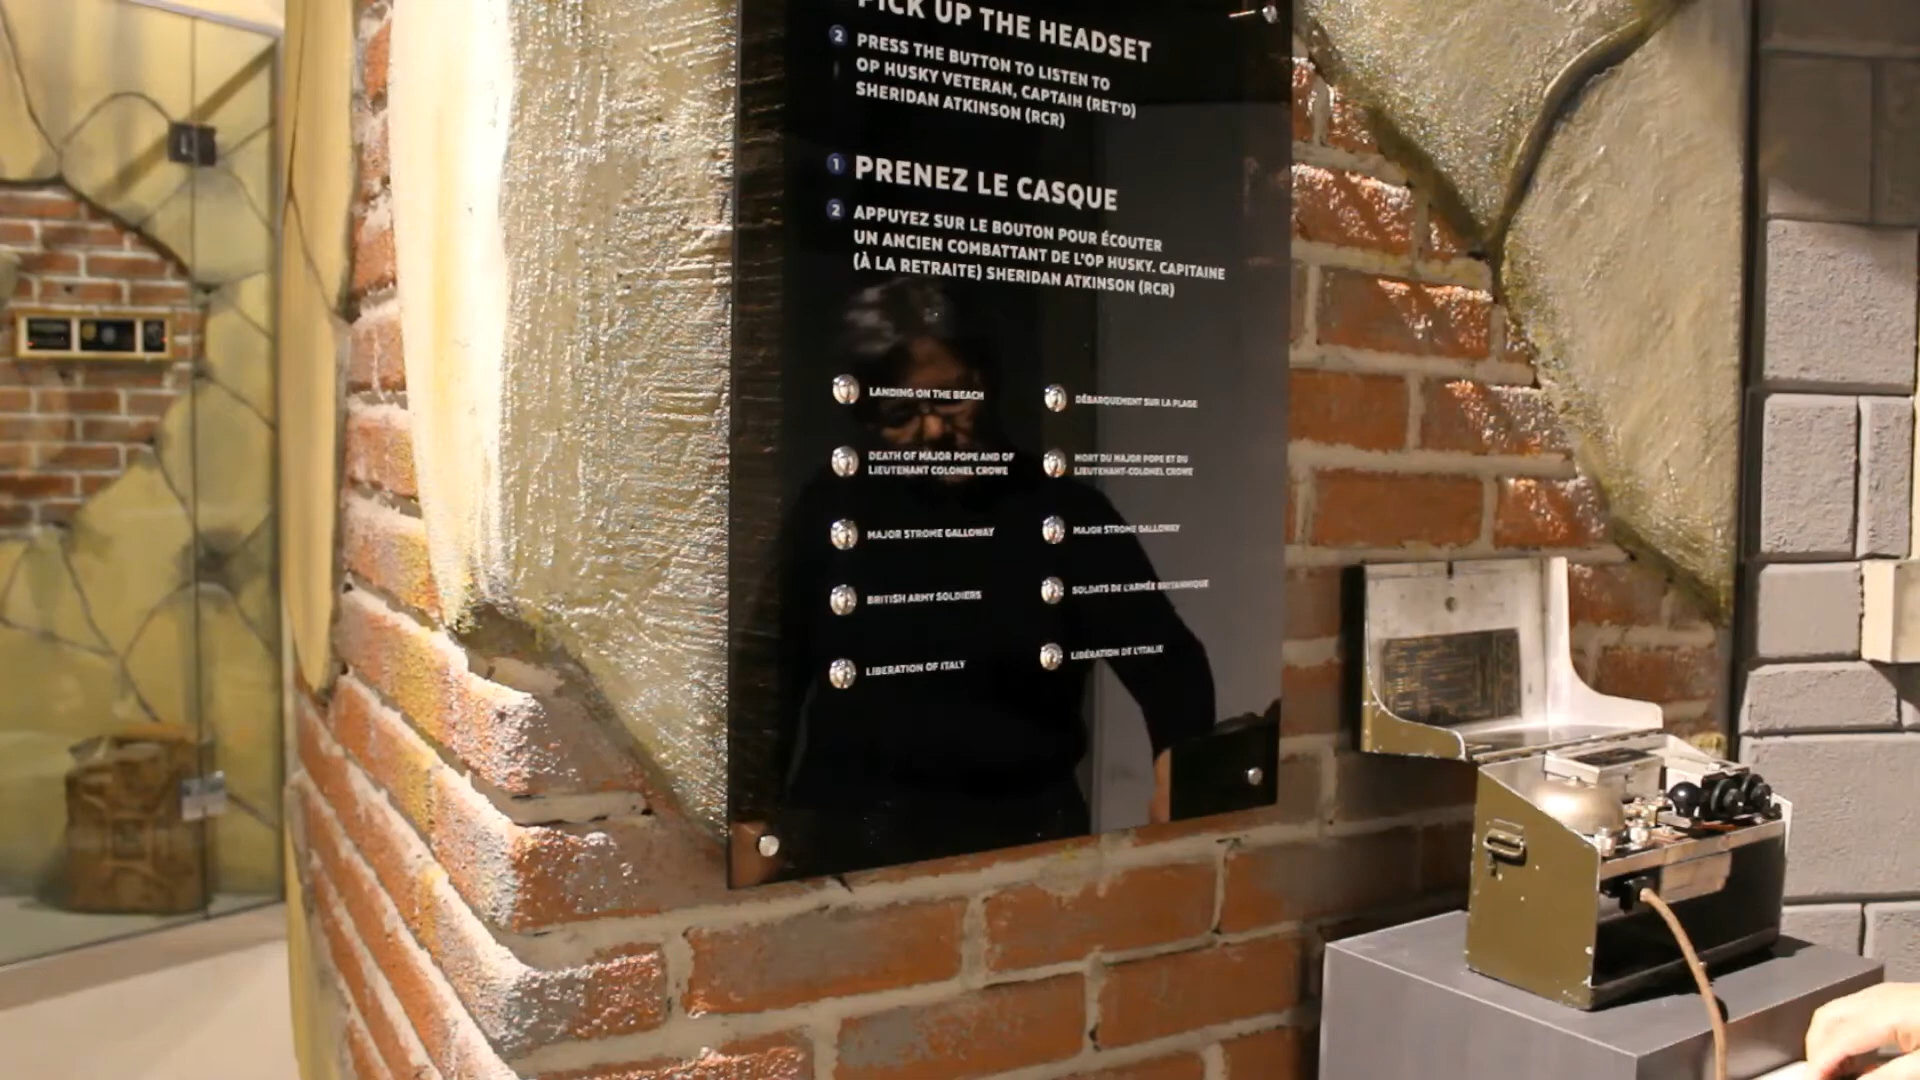 PICK UP THE HEADSET
2 PRESS THE BUTTON TO LISTEN TO
OP HUSKY VETERAN, CAPTAIN (RET'D)
SHERIDAN ATKINSON (RCR)
1 PRENEZ LE CASQUE
2 APPUYEZ SUR LE BOUTON POUR ÉCOUTER
UN ANCIEN COMBATTANT DE L'OP HUSKY. CAPITAINE
(À LA RETRAITE) SHERIDAN ATKINSON (RCR)
LANDING ON THE BEACH
DÉBARQUEMENT SUR LA PLAGE
DEATH OF MAJOR POPE AND OF
LIEUTENANT COLONEL CROWE
MORT DU MAJOR POPE ET DU
LIEUTENANT-COLONEL CROWE
MAJOR STROME GALLOWAY
MAJOR STROME GALLOWAY
BRITISH ARMY SOLDIERS
SOLDATS DE L'ARMÉE BRITANNIQUE
LIBERATION OF ITALY
LIBÉRATION DE L'ITALIE